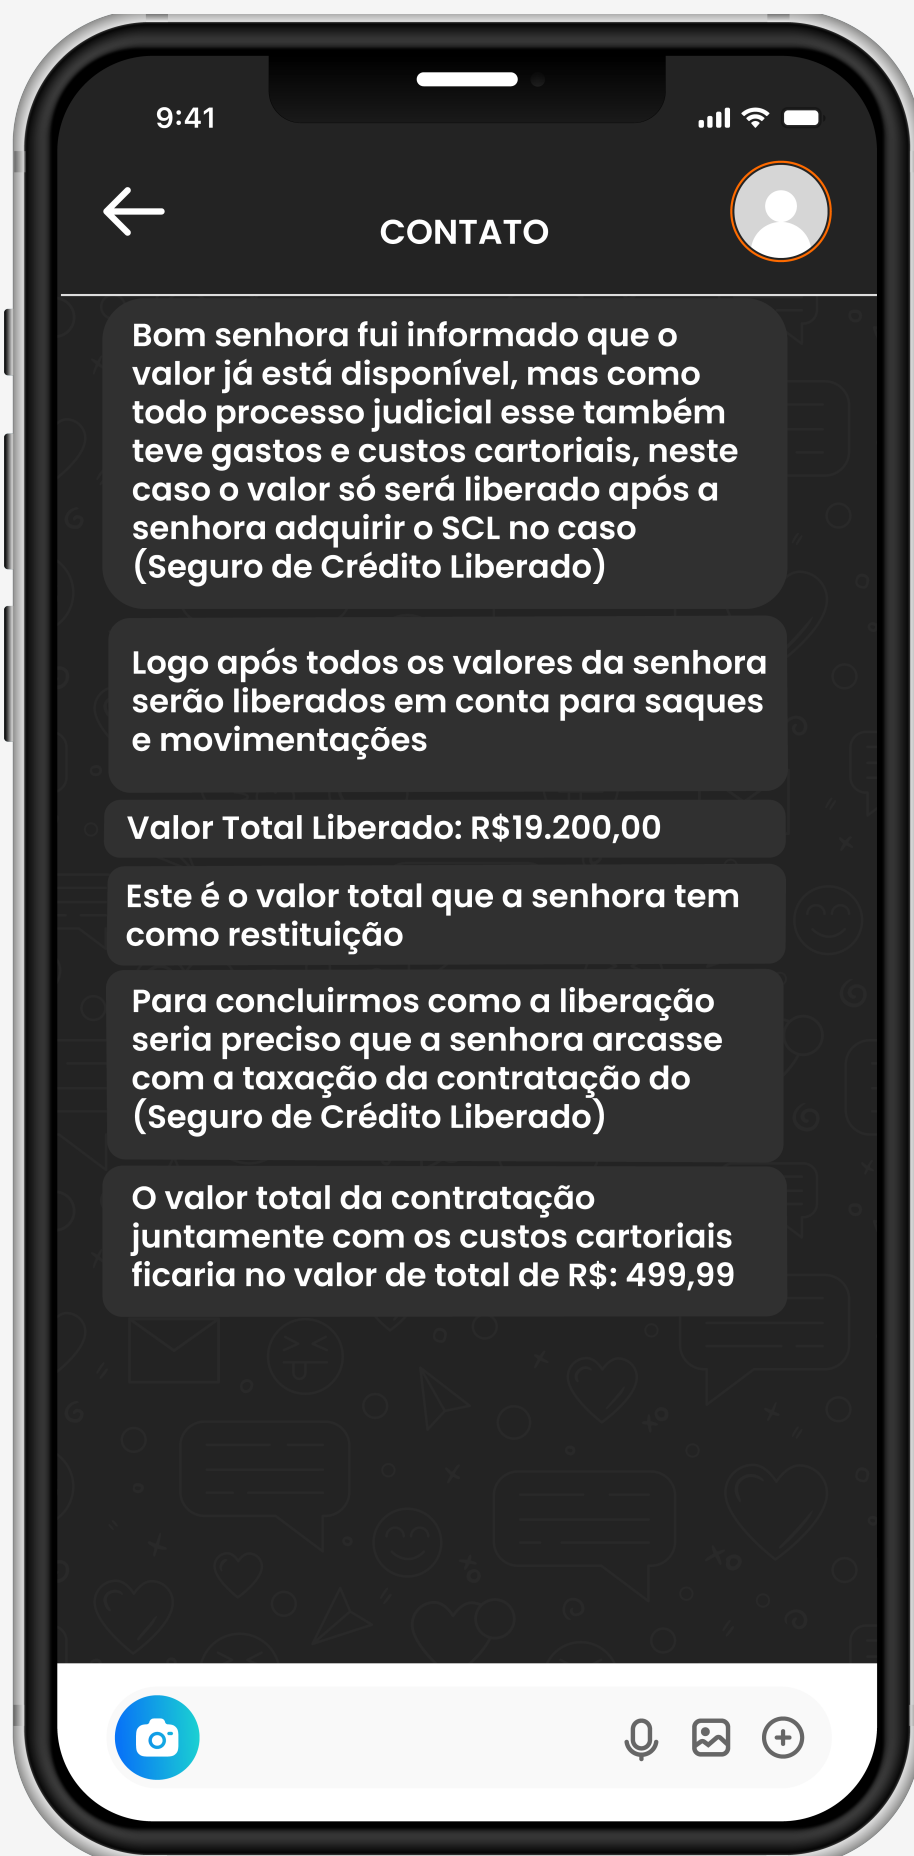 9:41
CONTATO
Bom senhora fui informado que o
valor já está disponível, mas como
todo processo judicial esse também
teve gastos e custos cartoriais, neste
caso o valor só será liberado após a
senhora adquirir o SCL no caso
(Seguro de Crédito Liberado)
Logo após todos os valores da senhora
serão liberados em conta para saques
e movimentações
Valor Total Liberado: R$19.200,00
Este é o valor total que a senhora tem
como restituição
Para concluirmos como a liberação
seria preciso que a senhora arcasse
com a taxação da contratação do
(Seguro de Crédito Liberado)
O valor total da contratação
juntamente com os custos cartoriais
ficaria no valor de total de R$: 499,99